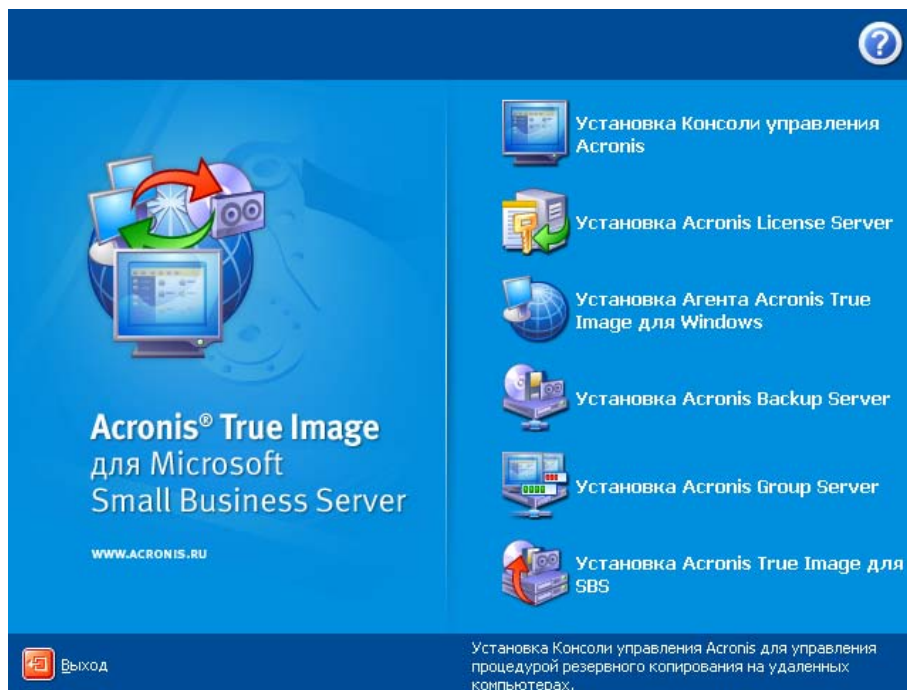 Установка Консоли управления
Acronis
Установка Acronis License Server
Установка Агента Acronis True
Image для Windows
Установка Acronis Backup Server
Установка Acronis Group Server
Установка Acronis True Image для
SBS
Acronis® True Image
для Microsoft
Small Business Server
WWW.ACRONIS.RU
Выход
Установка Консоли управления Acronis для управления
процедурой резервного копирования на удаленных
компьютерах.